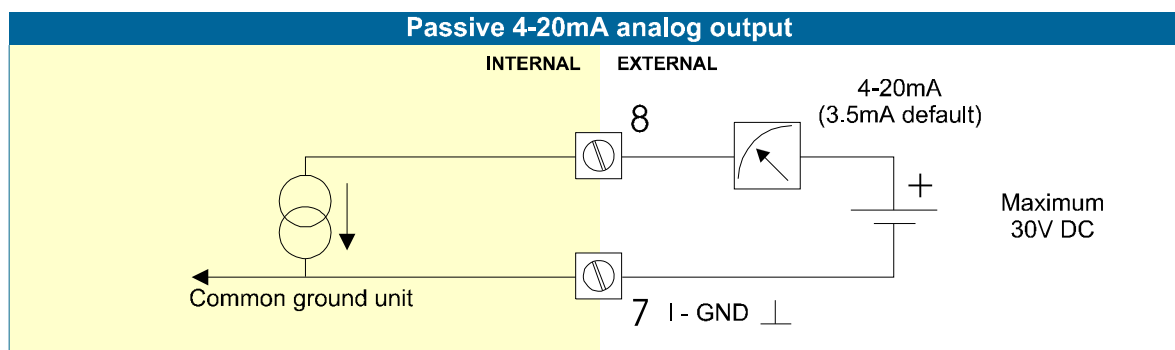 Passive 4-20mA analog output
INTERNAL EXTERNAL
4-20mA
(3.5mA default)
8
+
Maximum
30V DC
Common ground unit
7 I - GND ⊥